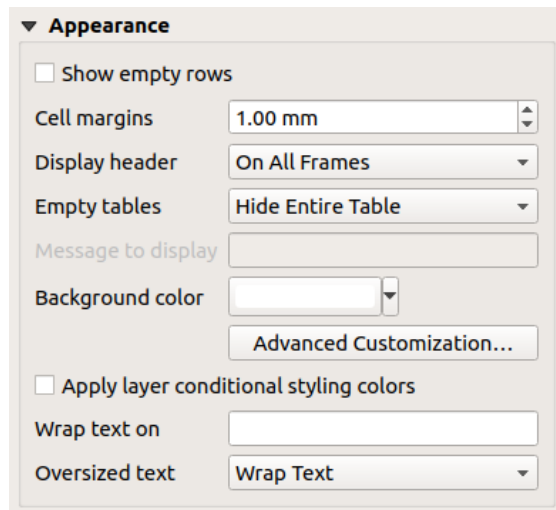 Appearance
Show empty rows
Cell margins 1.00 mm
Display header On All Frames
Empty tables Hide Entire Table
Message to display
Background color
Advanced Customization…
Apply layer conditional styling colors
Wrap text on
Oversized text Wrap Text